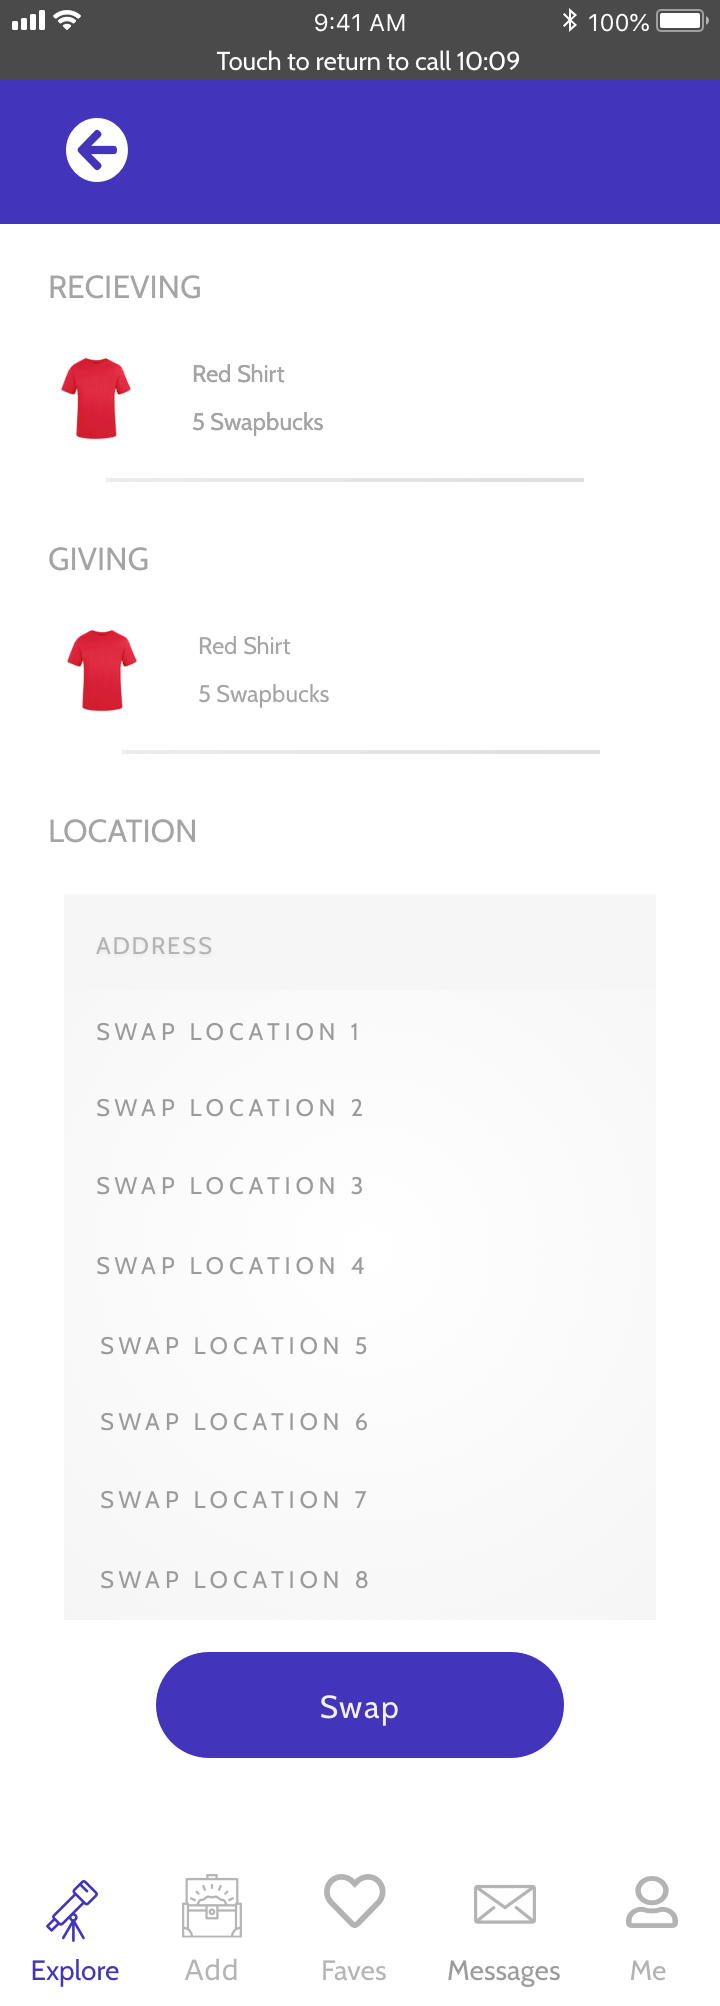 9:41 AM 100%
Touch to return to call 10:09
RECIEVING
Red Shirt
5 Swapbucks
GIVING
Red Shirt
5 Swapbucks
LOCATION
ADDRESS
SWAP LOCATION 1
SWAP LOCATION 2
SWAP LOCATION 3
SWAP LOCATION 4
SWAP LOCATION 5
SWAP LOCATION 6
SWAP LOCATION 7
SWAP LOCATION 8
Swap
Explore Add Faves Messages Me